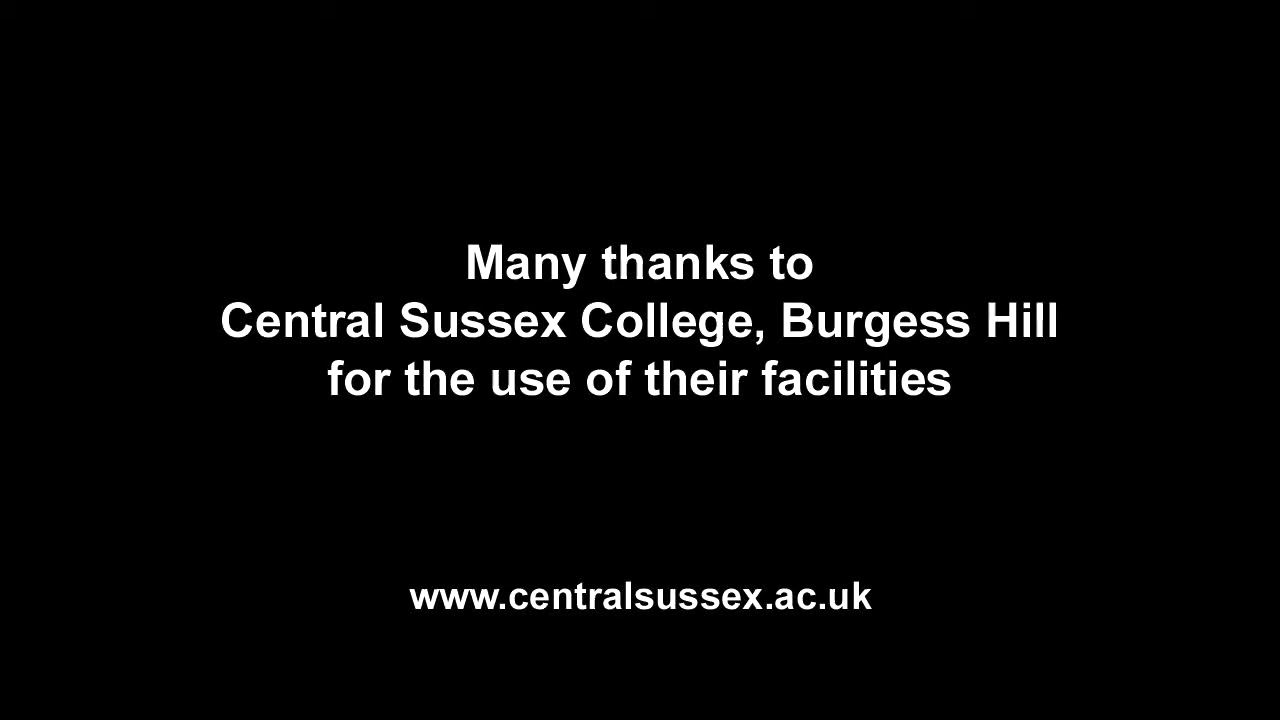 Many thanks to
Central Sussex College, Burgess Hill
for the use of their facilities
www.centralsussex.ac.uk